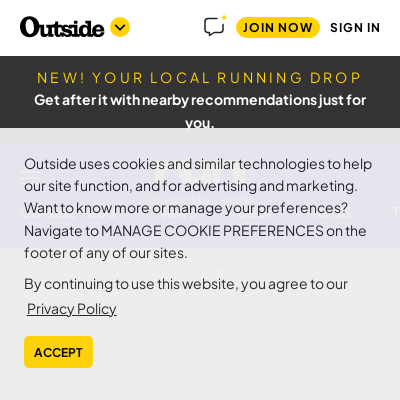 Outside
JOIN NOW
SIGN IN
NEW! YOUR LOCAL RUNNING DROP
Get after it with nearby recommendations just for
you.
Outside uses cookies and similar technologies to help
our site function, and for advertising and marketing.
Want to know more or manage your preferences?
Navigate to MANAGE COOKIE PREFERENCES on the
footer of any of our sites.
By continuing to use this website, you agree to our
Privacy Policy
ACCEPT